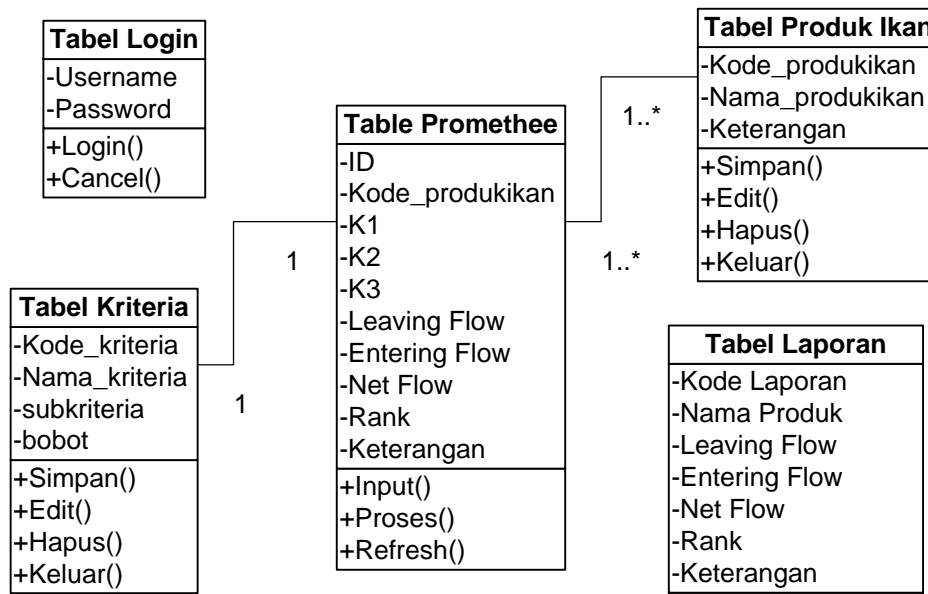 Tabel Login
-Username
-Password
+Login()
+Cancel()
Table Promethee
-ID
-Kode_produkikan
-K1
-K2
-K3
-Leaving Flow
-Entering Flow
-Net Flow
-Rank
-Keterangan
+Input()
+Proses()
+Refresh()
Tabel Produk Ikan
-Kode_produkikan
-Nama_produkikan
-Keterangan
+Simpan()
+Edit()
+Hapus()
+Keluar()
1..*
1..*
1
1
Tabel Kriteria
-Kode_kriteria
-Nama_kriteria
-subkriteria
-bobot
+Simpan()
+Edit()
+Hapus()
+Keluar()
Tabel Laporan
-Kode Laporan
-Nama Produk
-Leaving Flow
-Entering Flow
-Net Flow
-Rank
-Keterangan